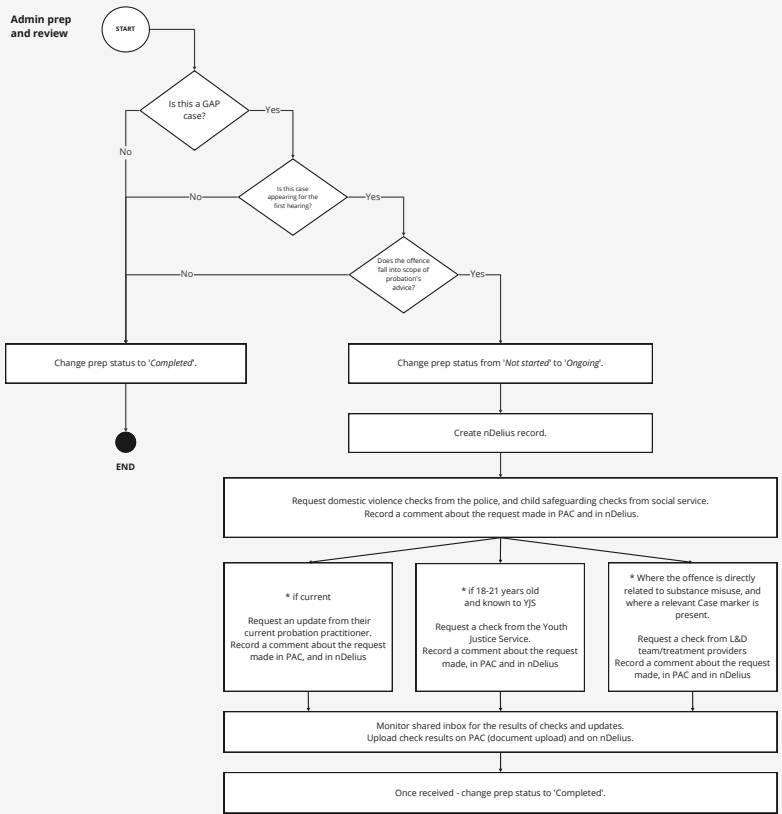 Admin prep
and review
START
Is this a GAP
case?
Yes
No
Is this case
appearing for the
first hearing?
No
Yes
Does the offence
fall into scope of
probation's
advice?
No
Yes
Change prep status to 'Completed'.
Change prep status from 'Not started' to 'Ongoing'.
END
Create nDelius record.
Request domestic violence checks from the police, and child safeguarding checks from social service.
Record a comment about the request made in PAC and in nDelius.
* if current
Request an update from their
current probation practitioner.
Record a comment about the request
made in PAC, and in nDelius
* if 18-21 years old
and known to YJS
Request a check from the Youth
Justice Service.
Record a comment about the request
made, in PAC and in nDelius
* Where the offence is directly
related to substance misuse, and
where a relevant Case marker is
present.
Request a check from L&D
team/treatment providers
Record a comment about the request
made, in PAC and in nDelius
Monitor shared inbox for the results of checks and updates.
Upload check results on PAC (document upload) and on nDelius.
Once received - change prep status to 'Completed'.